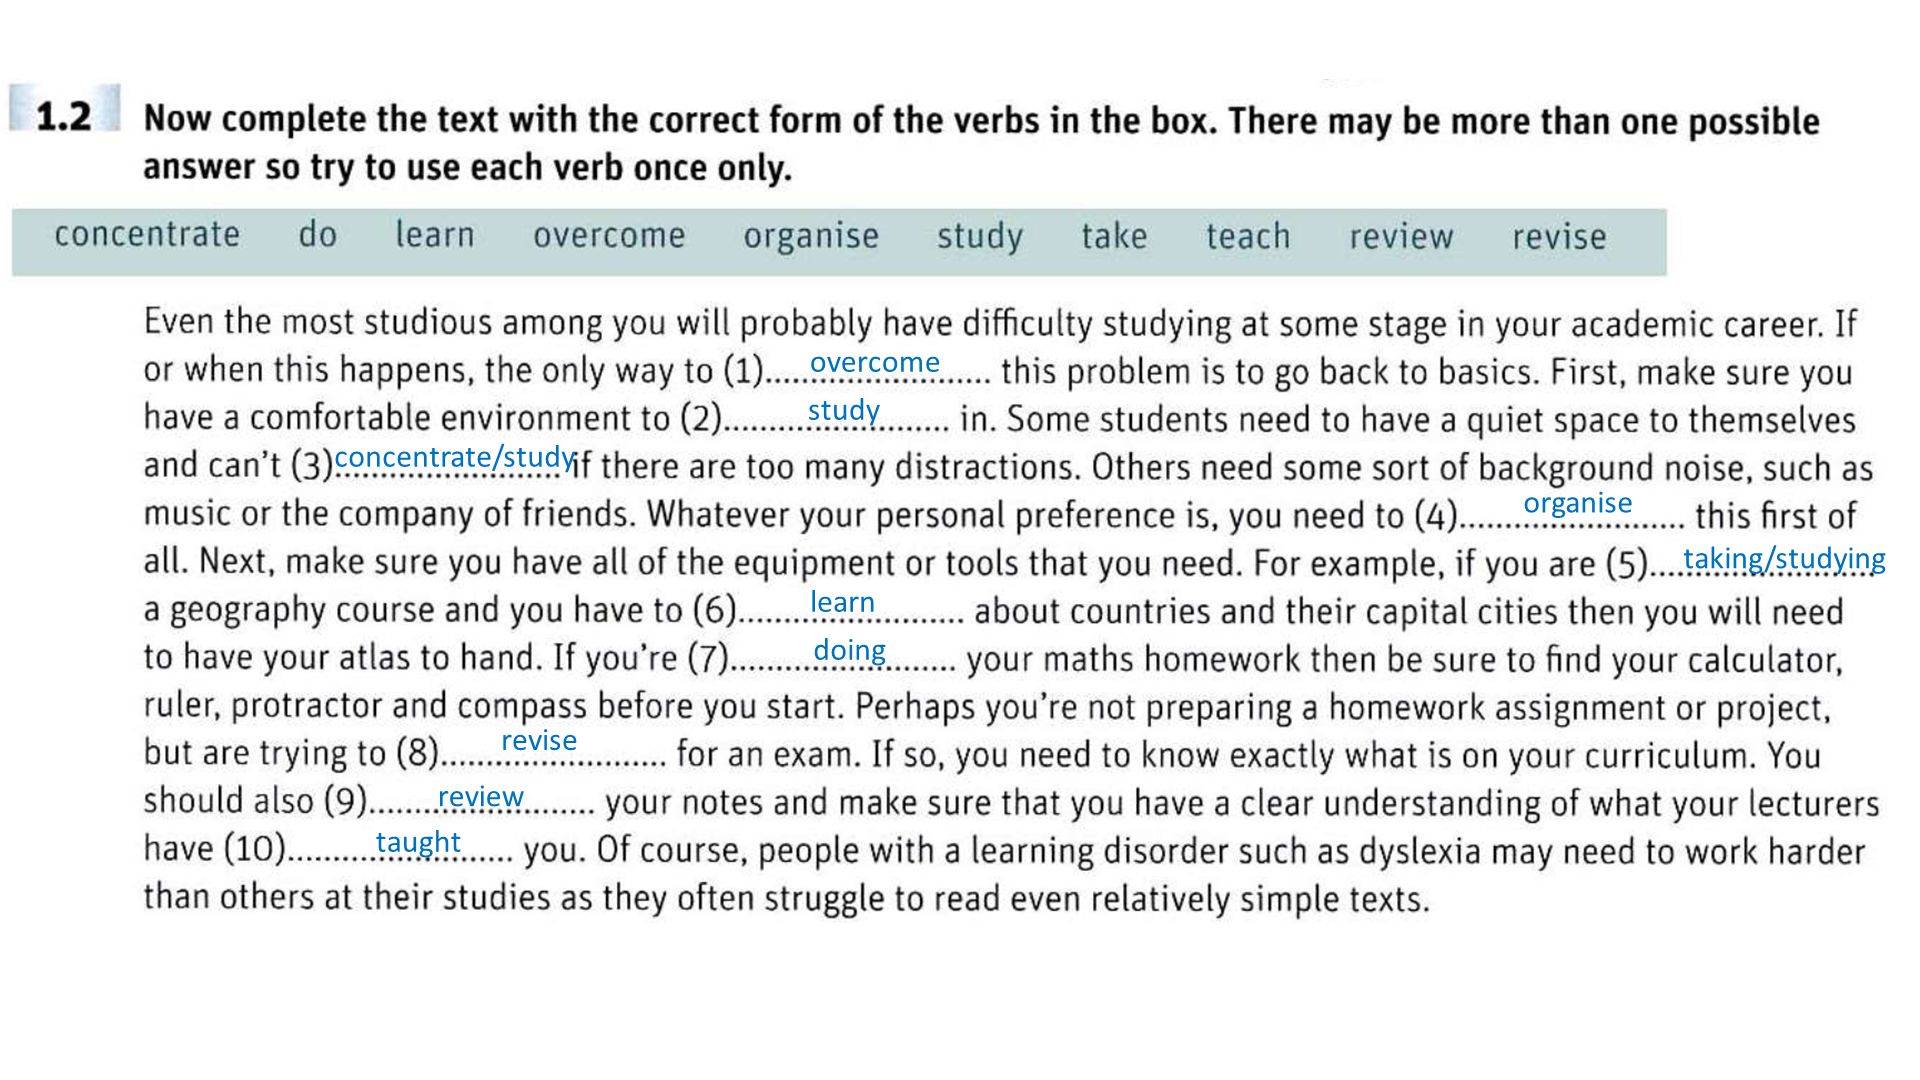 1.2 Now complete the text with the correct form of the verbs in the box. There may be more than one possible
answer so try to use each verb once only.
concentrate do learn overcome organise study take teach review revise
Even the most studious among you will probably have difficulty studying at some stage in your academic career. If
or when this happens, the only way to (1) overcome this problem is to go back to basics. First, make sure you
have a comfortable environment to (2) study in. Some students need to have a quiet space to themselves
and can't (3) concentrate/study if there are too many distractions. Others need some sort of background noise, such as
music or the company of friends. Whatever your personal preference is, you need to (4) organise this first of
all. Next, make sure you have all of the equipment or tools that you need. For example, if you are (5) taking/studying
a geography course and you have to (6) learn about countries and their capital cities then you will need
to have your atlas to hand. If you're (7) doing your maths homework then be sure to find your calculator,
ruler, protractor and compass before you start. Perhaps you're not preparing a homework assignment or project,
but are trying to (8) revise for an exam. If so, you need to know exactly what is on your curriculum. You
should also (9) review your notes and make sure that you have a clear understanding of what your lecturers
have (10) taught you. Of course, people with a learning disorder such as dyslexia may need to work harder
than others at their studies as they often struggle to read even relatively simple texts.